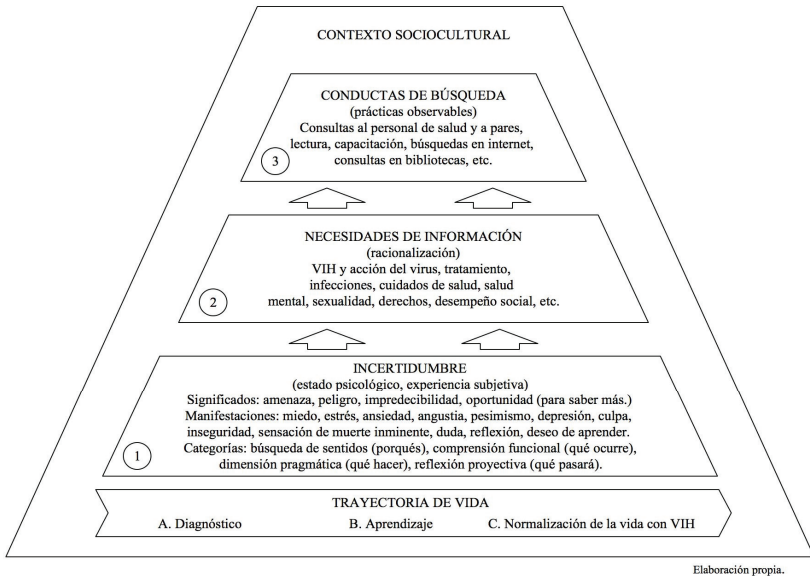 CONTEXTO SOCIOCULTURAL
CONDUCTAS DE BÚSQUEDA
(prácticas observables)
Consultas al personal de salud y a pares,
lectura, capacitación, búsquedas en internet,
consultas en bibliotecas, etc.
3
NECESIDADES DE INFORMACIÓN
(racionalización)
VIH y acción del virus, tratamiento,
infecciones, cuidados de salud, salud
mental, sexualidad, derechos, desempeño social, etc.
2
INCERTIDUMBRE
(estado psicológico, experiencia subjetiva)
Significados: amenaza, peligro, impredecibilidad, oportunidad (para saber más.)
Manifestaciones: miedo, estrés, ansiedad, angustia, pesimismo, depresión, culpa,
inseguridad, sensación de muerte inminente, duda, reflexión, deseo de aprender.
Categorías: búsqueda de sentidos (porqués), comprensión funcional (qué ocurre),
dimensión pragmática (qué hacer), reflexión proyectiva (qué pasará).
1
TRAYECTORIA DE VIDA
A. Diagnóstico B. Aprendizaje C. Normalización de la vida con VIH
Elaboración propia.